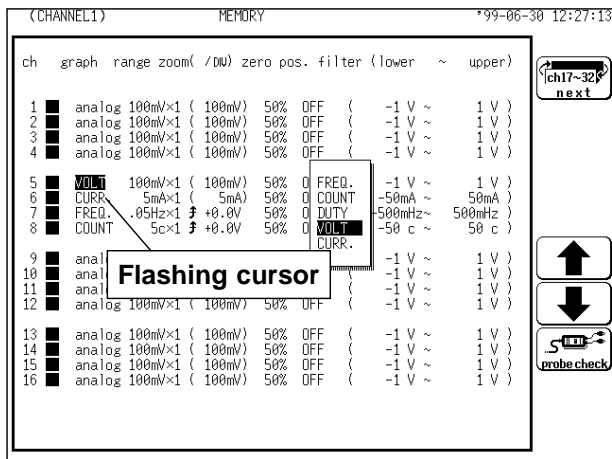 (CHANNEL1) MEMORY '99-06-30 12:27:13
ch graph range zoom( /DIV) zero pos. filter (lower ~ upper)
ch17~32
next
1 analog 100mV×1 ( 100mV) 50% OFF ( -1 V ~ 1 V )
2 analog 100mV×1 ( 100mV) 50% OFF ( -1 V ~ 1 V )
3 analog 100mV×1 ( 100mV) 50% OFF ( -1 V ~ 1 V )
4 analog 100mV×1 ( 100mV) 50% OFF ( -1 V ~ 1 V )
5 VOLT 100mV×1 ( 100mV) 50% O -1 V ~ 1 V )
6 CURR. 5mA×1 ( 5mA) 50% O -50mA ~ 50mA )
7 FREQ. .05Hz×1 +0.0V 50% O -500mHz~ 500mHz )
8 COUNT 5c×1 +0.0V 50% O -50 c ~ 50 c )
FREQ.
COUNT
DUTY
VOLT
CURR.
Flashing cursor
9 anal -1 V ~ 1 V )
10 anal -1 V ~ 1 V )
11 anal -1 V ~ 1 V )
12 analog 100mV×1 ( 100mV) 50% OFF ( -1 V ~ 1 V )
13 analog 100mV×1 ( 100mV) 50% OFF ( -1 V ~ 1 V )
14 analog 100mV×1 ( 100mV) 50% OFF ( -1 V ~ 1 V )
15 analog 100mV×1 ( 100mV) 50% OFF ( -1 V ~ 1 V )
16 analog 100mV×1 ( 100mV) 50% OFF ( -1 V ~ 1 V )
probe check